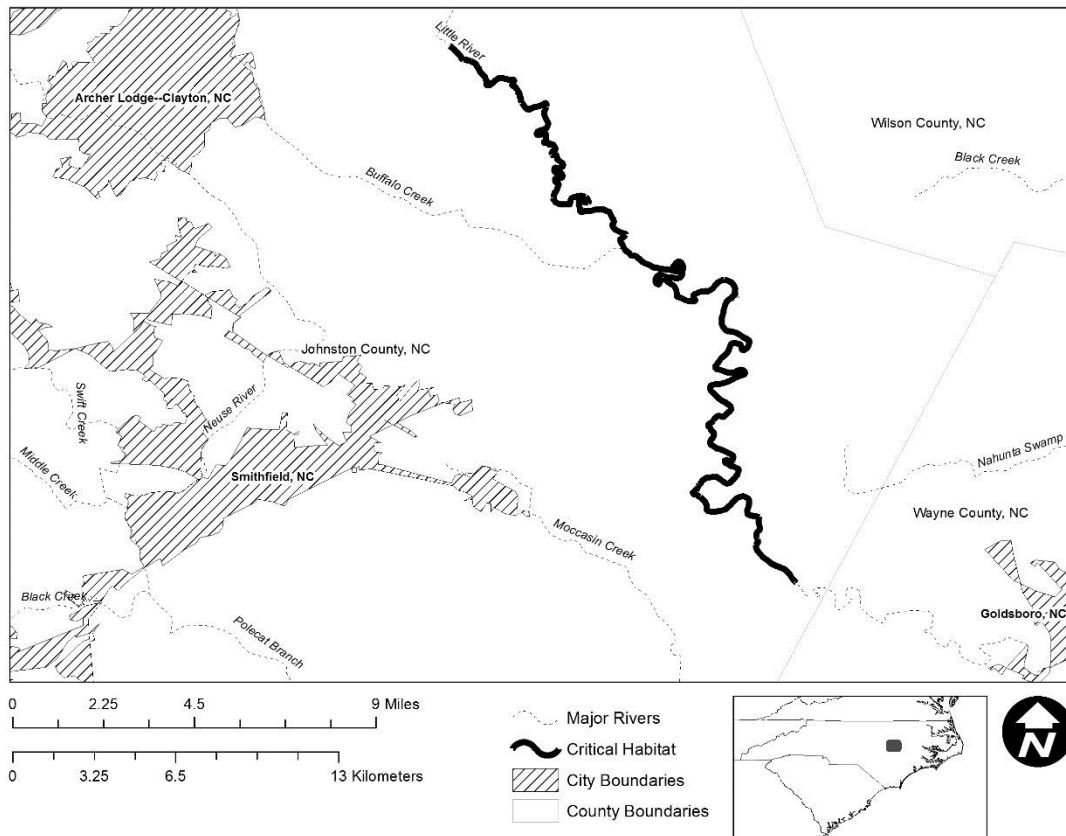 Little River
Archer Lodge--Clayton, NC
Wilson County, NC
Black Creek
Buffalo Creek
Johnston County, NC
Swift Creek
Neuse River
Middle Creek
Smithfield, NC
Nahunta Swamp
Wayne County, NC
Moccasin Creek
Black Creek
Goldsboro, NC
Polecat Branch
0 2.25 4.5 9 Miles
0 3.25 6.5 13 Kilometers
Major Rivers
Critical Habitat
City Boundaries
County Boundaries
N